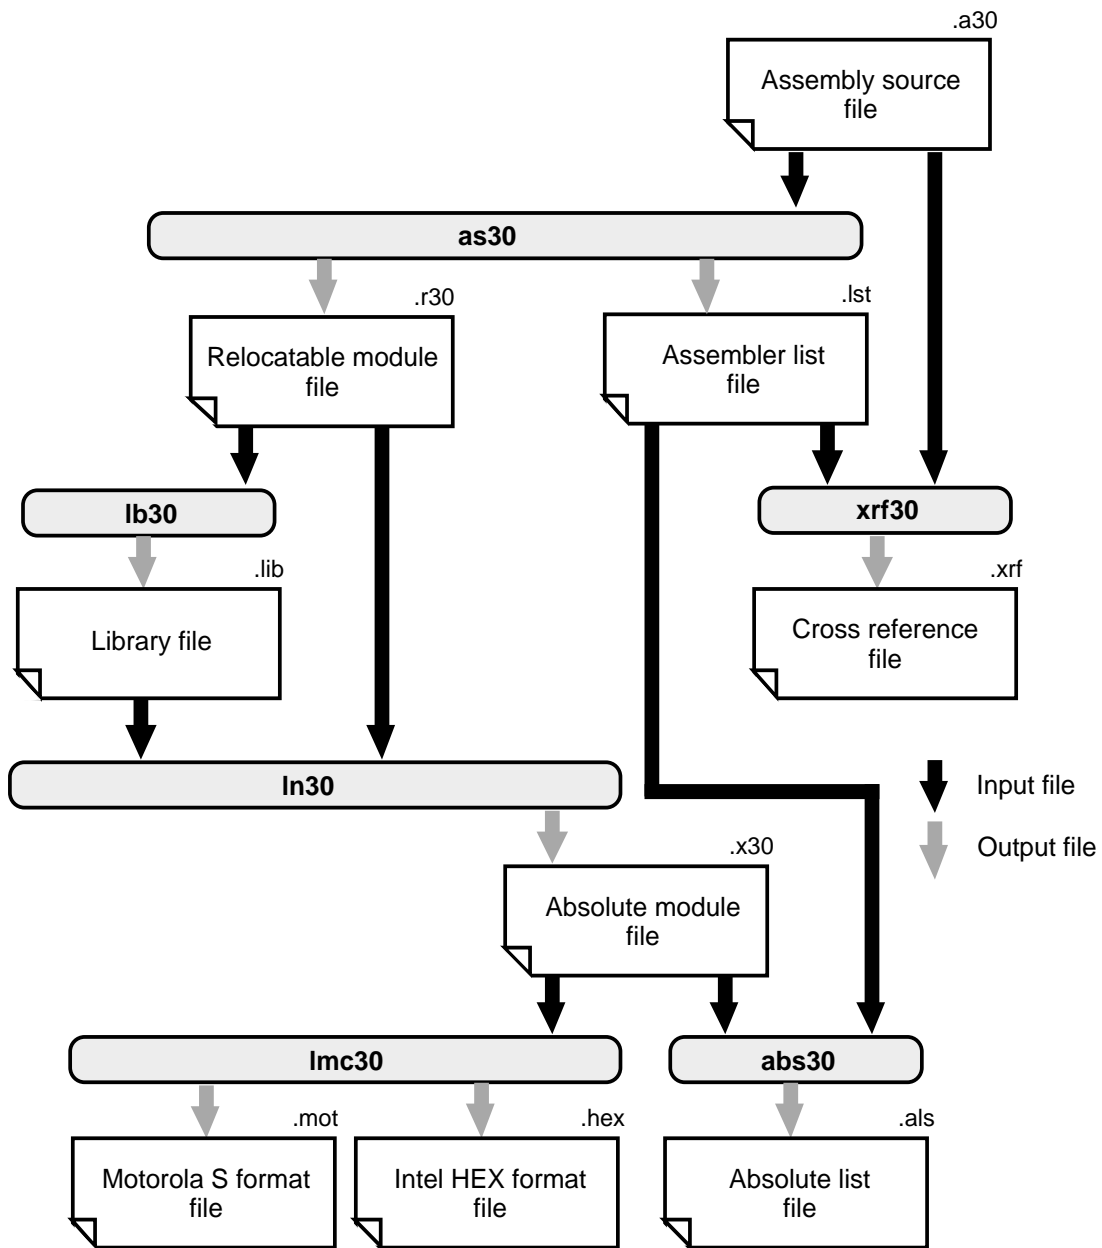 .a30
Assembly source
file
as30
.r30
.lst
Relocatable module
file
Assembler list
file
lb30
xrf30
.lib
.xrf
Library file
Cross reference
file
ln30
Input file
Output file
.x30
Absolute module
file
lmc30
abs30
.mot
.hex
.als
Motorola S format
file
Intel HEX format
file
Absolute list
file